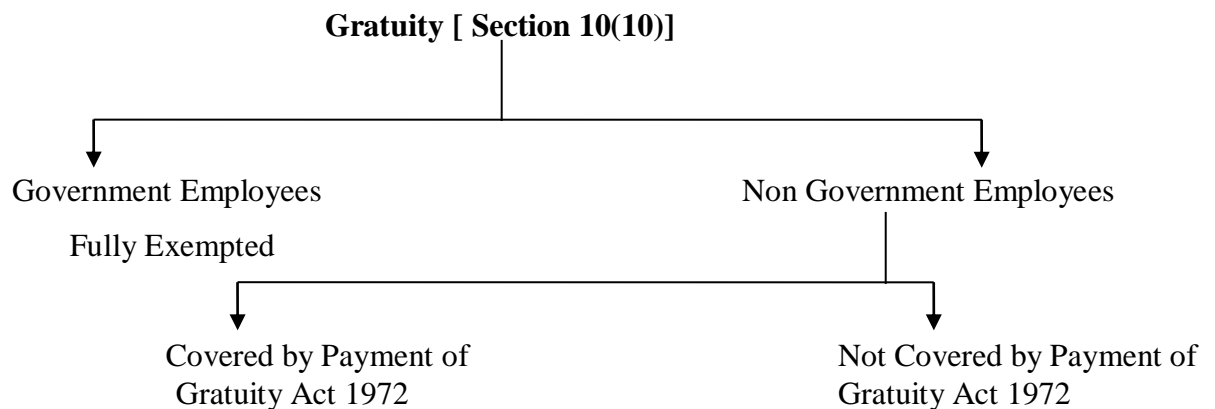 Gratuity [ Section 10(10)]
Government Employees
Non Government Employees
Fully Exempted
Covered by Payment of
Gratuity Act 1972
Not Covered by Payment of
Gratuity Act 1972